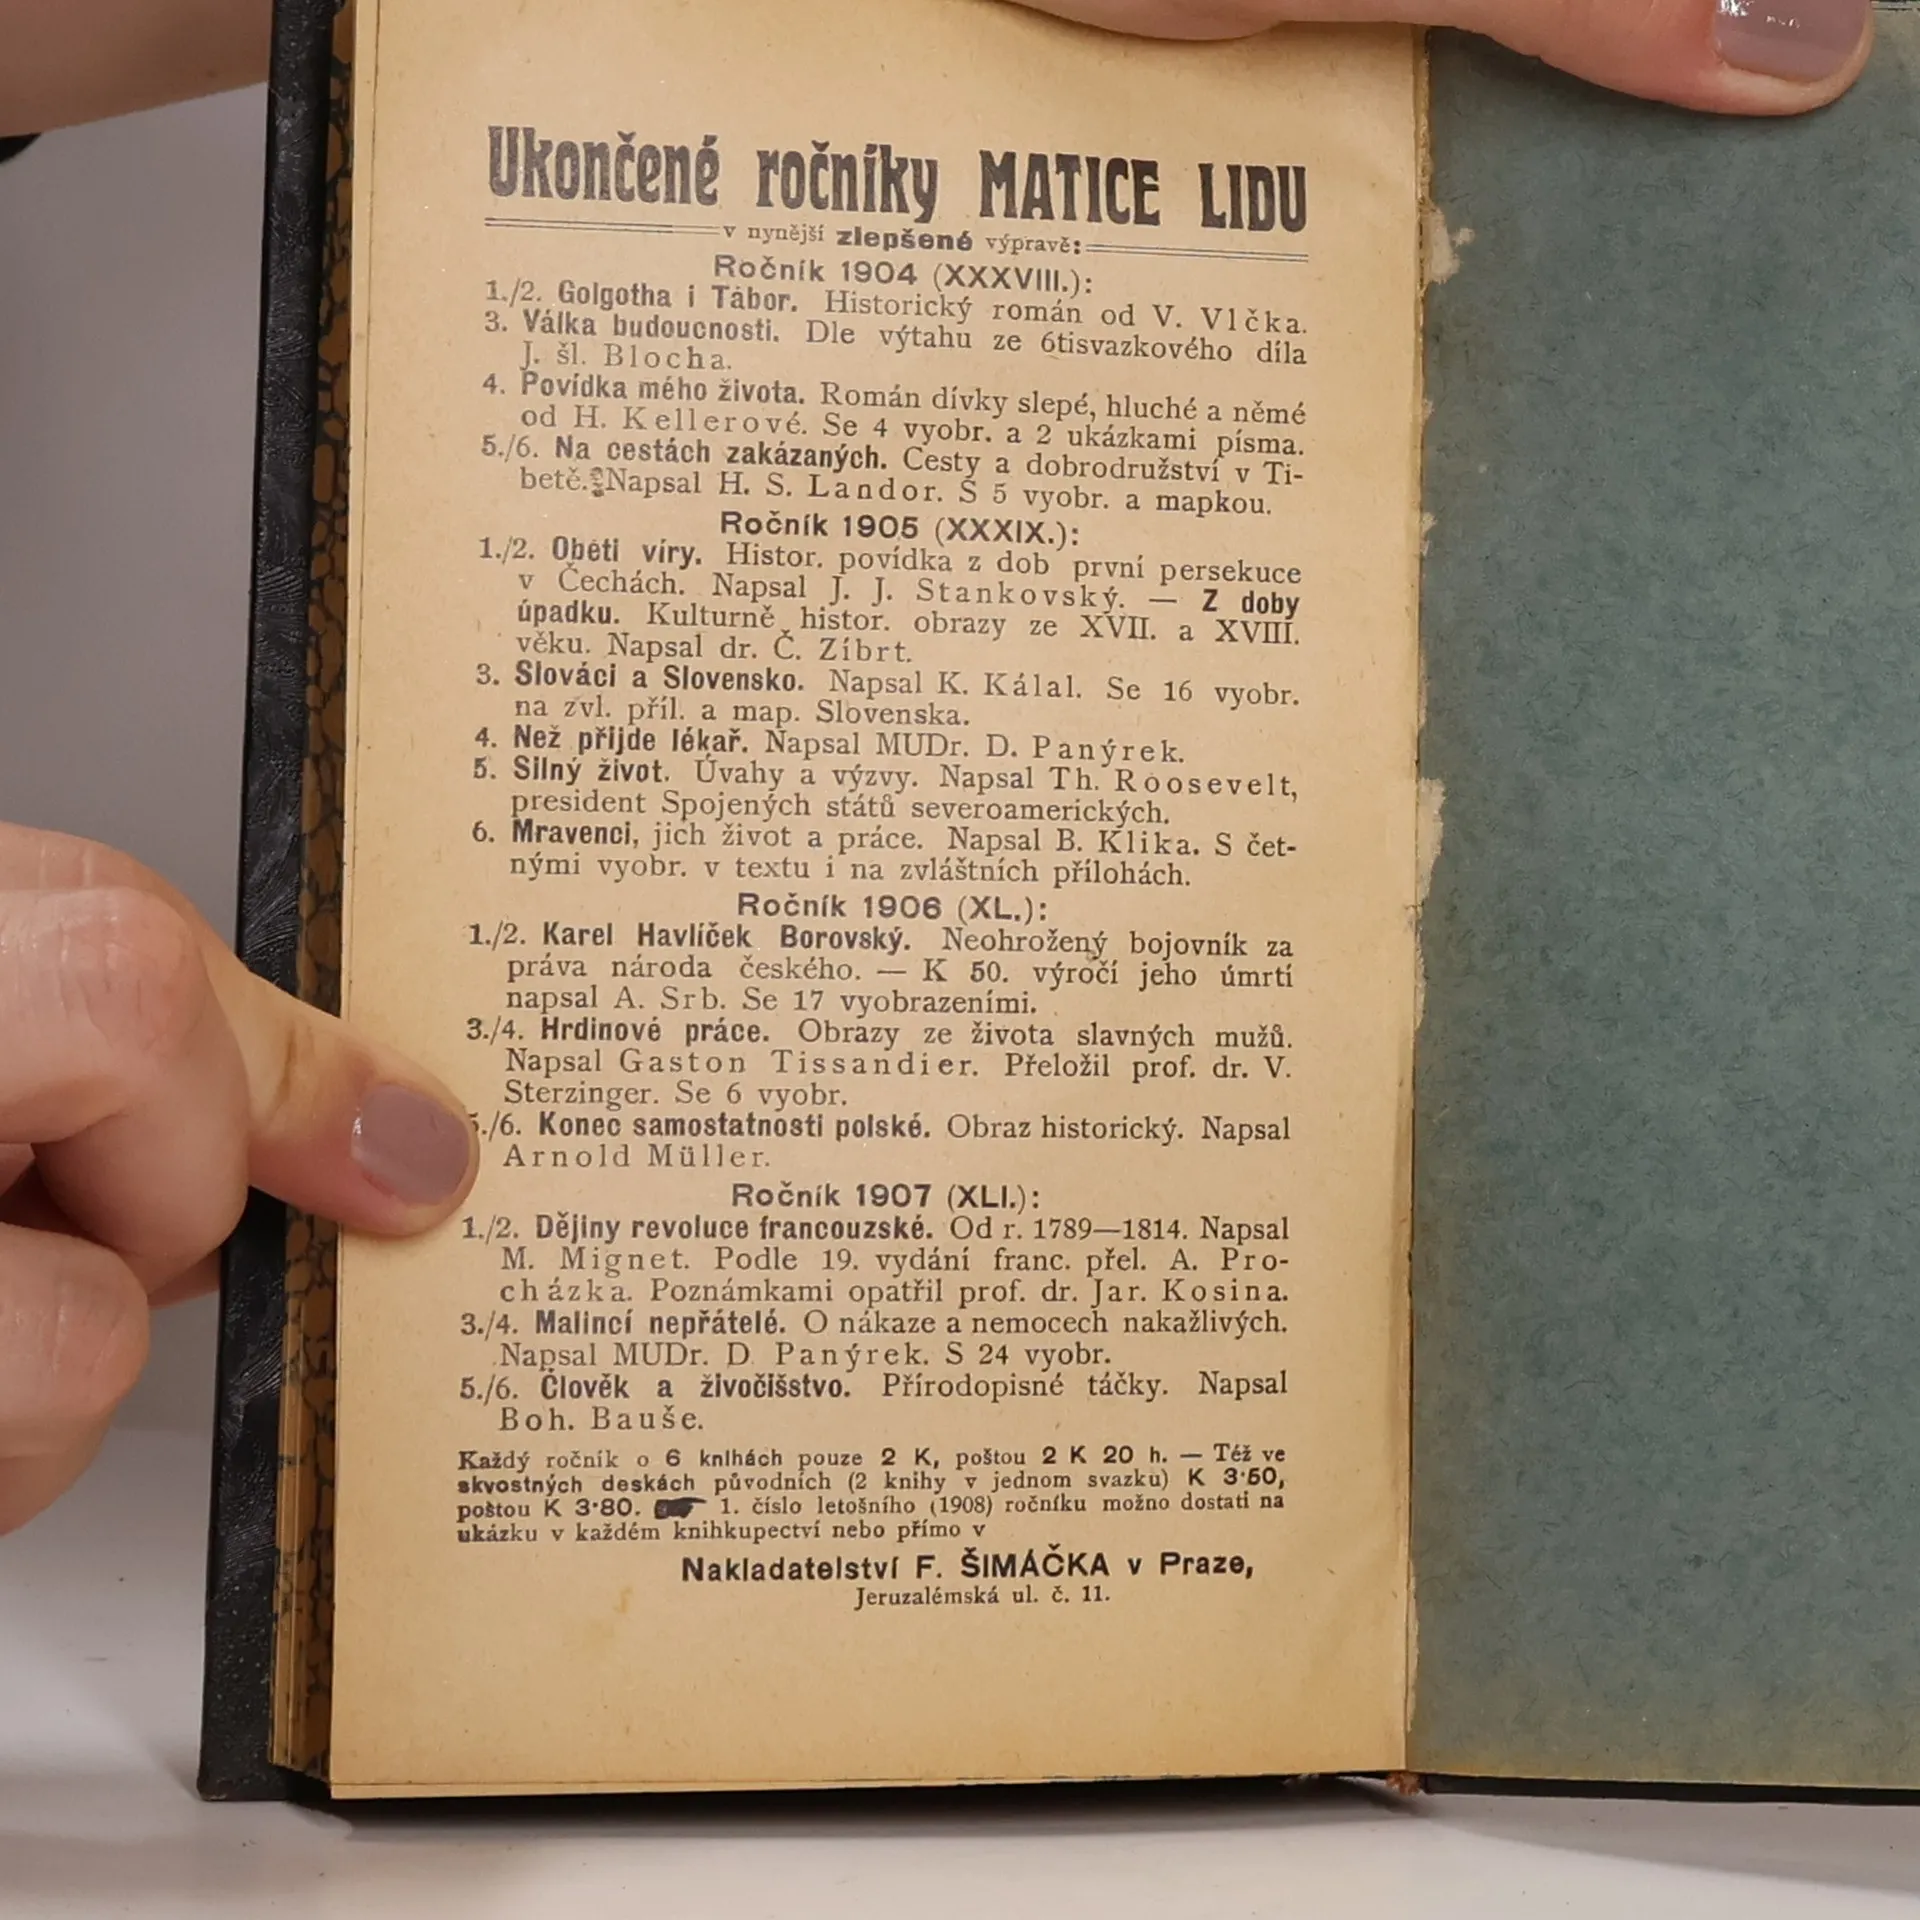 Ukončené ročníky MATICE LIDU
v nynější zlepšené výpravě:
Ročník 1904 (XXXVIII.):
1./2. Golgotha i Tábor. Historický román od V. Vlčka.
3. Válka budoucnosti. Dle výtahu ze 6tisvazkového díla
J. šl. Blocha.
4. Povídka mého života. Román dívky slepé, hluché a němé
od H. Kellerové. Se 4 vyobr. a 2 ukázkami písma.
5./6. Na cestách zakázaných. Cesty a dobrodružství v Ti-
betě. Napsal H. S. Landor. S 5 vyobr. a mapkou.
Ročník 1905 (XXXIX.):
1./2. Oběti víry. Histor. povídka z dob první persekuce
v Čechách. Napsal J. J. Stankovský. — Z doby
úpadku. Kulturně histor. obrazy ze XVII. a XVIII.
věku. Napsal dr. Č. Zíbrt.
3. Slováci a Slovensko. Napsal K. Kálal. Se 16 vyobr.
na zvl. příl. a map. Slovenska.
4. Než přijde lékař. Napsal MUDr. D. Panýrek.
5. Silný život. Úvahy a výzvy. Napsal Th. Roosevelt,
president Spojených států severoamerických.
6. Mravenci, jich život a práce. Napsal B. Klika. S čet-
nými vyobr. v textu i na zvláštních přílohách.
Ročník 1906 (XL.):
1./2. Karel Havlíček Borovský. Neohrožený bojovník za
práva národa českého. — K 50. výročí jeho úmrtí
napsal A. Srb. Se 17 vyobrazeními.
3./4. Hrdinové práce. Obrazy ze života slavných mužů.
Napsal Gaston Tissandier. Přeložil prof. dr. V.
Sterzinger. Se 6 vyobr.
5./6. Konec samostatnosti polské. Obraz historický. Napsal
Arnold Müller.
Ročník 1907 (XLI.):
1./2. Dějiny revoluce francouzské. Od r. 1789—1814. Napsal
M. Mignet. Podle 19. vydání franc. přel. A. Pro-
cházka. Poznámkami opatřil prof. dr. Jar. Kosina.
3./4. Malincí nepřátelé. O nákaze a nemocech nakažlivých.
Napsal MUDr. D. Panýrek. S 24 vyobr.
5./6. Člověk a živočišstvo. Přírodopisné táčky. Napsal
Boh. Bauše.
Každý ročník o 6 knihách pouze 2 K, poštou 2 K 20 h. — Též ve
skvostných deskách původních (2 knihy v jednom svazku) K 3·50,
poštou K 3·80. 1. číslo letošního (1908) ročníku možno dostati na
ukázku v každém knihkupectví nebo přímo v
Nakladatelství F. ŠIMÁČKA v Praze,
Jeruzalémská ul. č. 11.